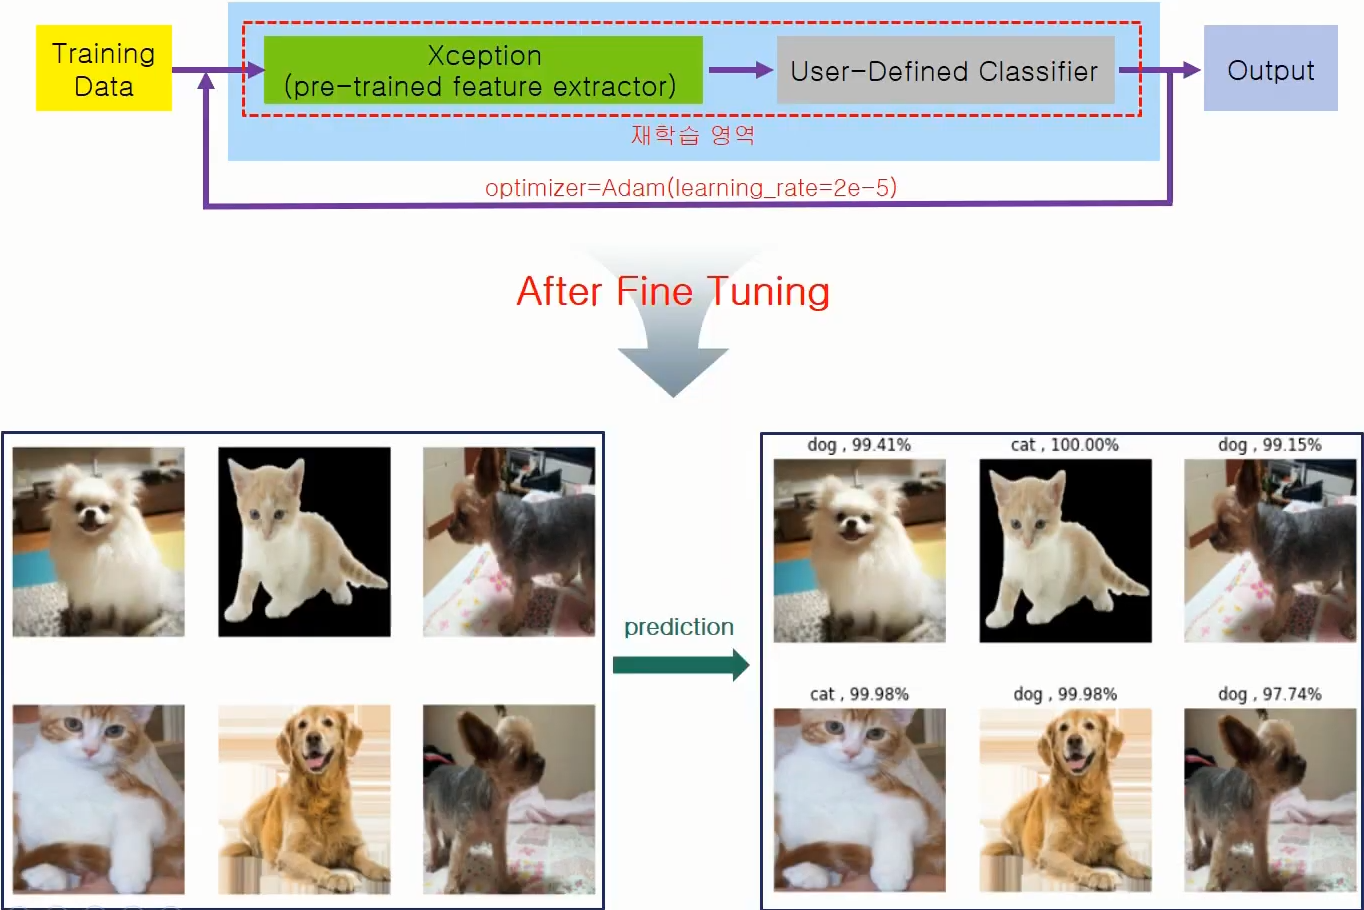 Training
Data
Xception
(pre-trained feature extractor)
User-Defined Classifier
Output
재학습 영역
optimizer=Adam(learning_rate=2e-5)
After Fine Tuning
prediction
dog , 99.41%
cat , 100.00%
dog , 99.15%
cat , 99.98%
dog , 99.98%
dog , 97.74%